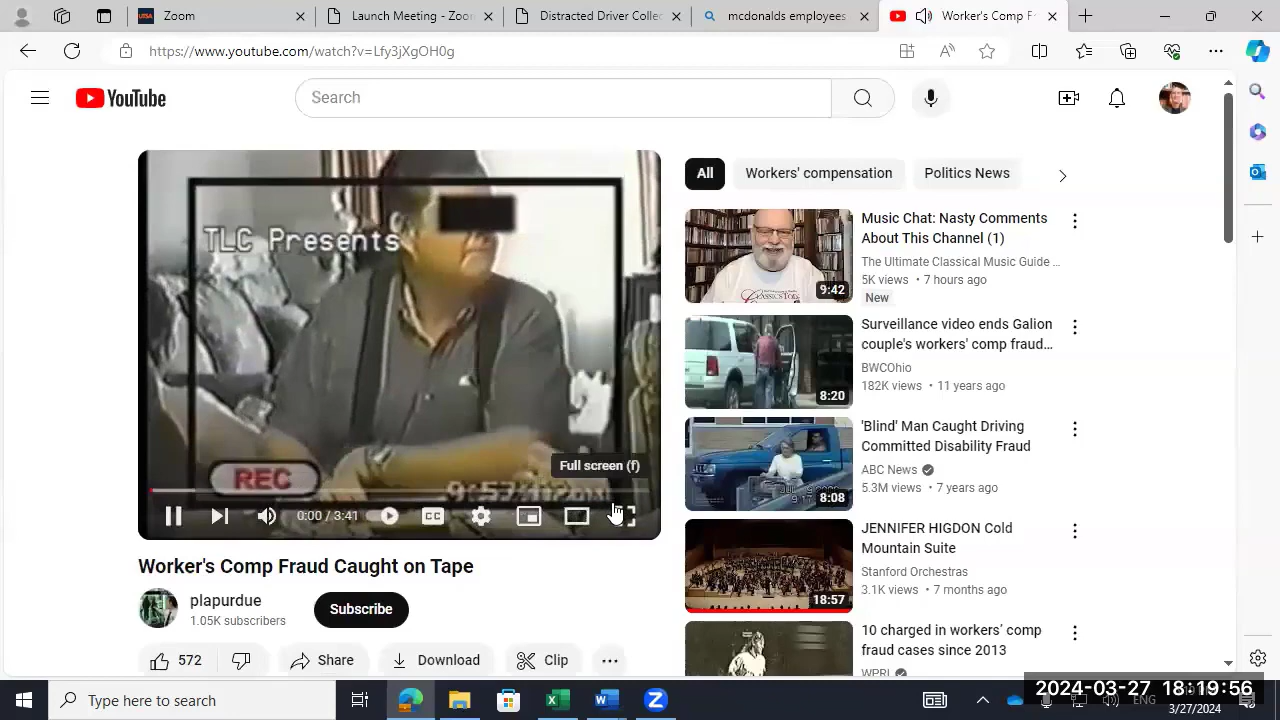 UTSA
Zoom
Launch Meeting - Zoo
Distracted Driver Collec
mcdonalds employees
Worker's Comp F
https://www.youtube.com/watch?v=Lfy3jXgOH0g
YouTube
Search
TLC Presents
REC
Full screen (f)
0:00 / 3:41
CC
Worker's Comp Fraud Caught on Tape
piapurdue
1.05K subscribers
Subscribe
572
Share
Download
Clip
All
Workers' compensation
Politics News
Music Chat: Nasty Comments
About This Channel (1)
The Ultimate Classical Music Guide ...
5K views • 7 hours ago
New
9:42
Surveillance video ends Galion
couple's workers' comp fraud...
BWCOhio
182K views • 11 years ago
8:20
'Blind' Man Caught Driving
Committed Disability Fraud
ABC News
5.3M views • 7 years ago
8:08
JENNIFER HIGDON Cold
Mountain Suite
Stanford Orchestras
3.1K views • 7 months ago
18:57
10 charged in workers' comp
fraud cases since 2013
WPRI
Type here to search
ENG
2024-03-27 18:19:56
3/27/2024